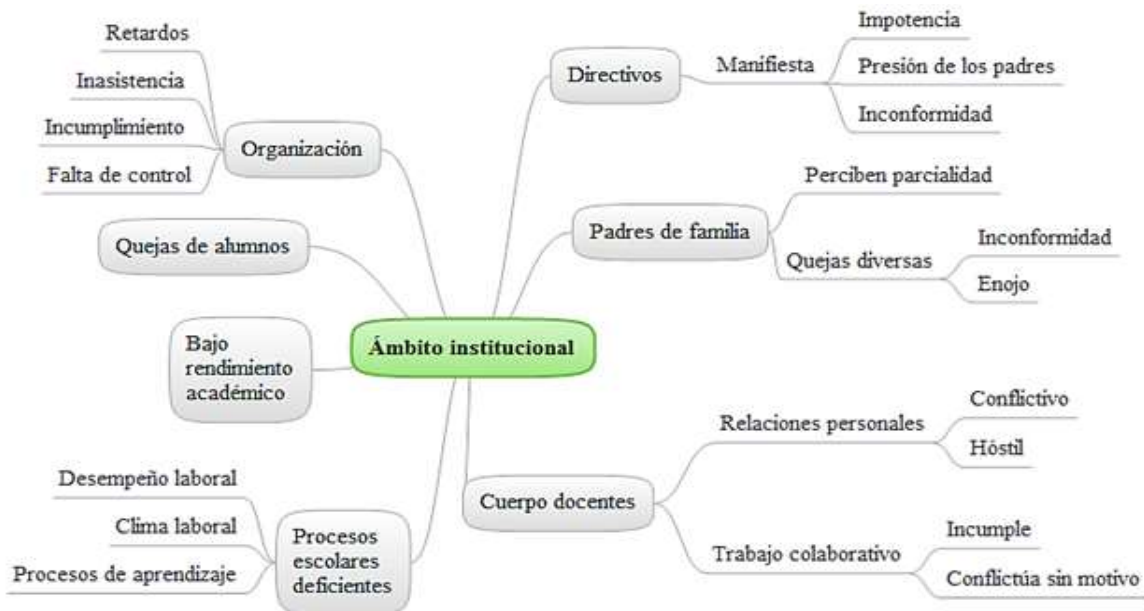 Ámbito institucional
Directivos
Manifiesta
Impotencia
Presión de los padres
Inconformidad
Padres de familia
Perciben parcialidad
Quejas diversas
Inconformidad
Enojo
Cuerpo docentes
Relaciones personales
Conflictivo
Hóstil
Trabajo colaborativo
Incumple
Conflictúa sin motivo
Organización
Retardos
Inasistencia
Incumplimiento
Falta de control
Quejas de alumnos
Bajo
rendimiento
académico
Procesos
escolares
deficientes
Desempeño laboral
Clima laboral
Procesos de aprendizaje